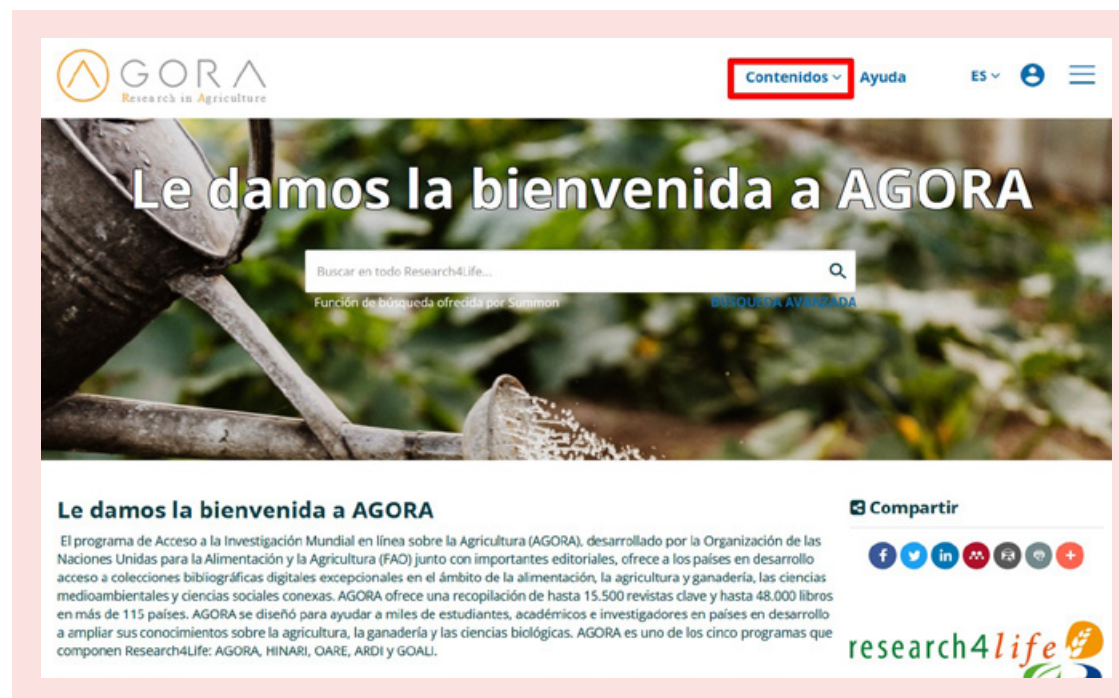 AGORA
Research in Agriculture
Contenidos
Ayuda
ES
Le damos la bienvenida a AGORA
Buscar en todo Research4Life...
Función de búsqueda ofrecida por Summon
BÚSQUEDA AVANZADA
Le damos la bienvenida a AGORA
El programa de Acceso a la Investigación Mundial en línea sobre la Agricultura (AGORA), desarrollado por la Organización de las
Naciones Unidas para la Alimentación y la Agricultura (FAO) junto con importantes editoriales, ofrece a los países en desarrollo
acceso a colecciones bibliográficas digitales excepcionales en el ámbito de la alimentación, la agricultura y ganadería, las ciencias
medioambientales y ciencias sociales conexas. AGORA ofrece una recopilación de hasta 15.500 revistas clave y hasta 48.000 libros
en más de 115 países. AGORA se diseñó para ayudar a miles de estudiantes, académicos e investigadores en países en desarrollo
a ampliar sus conocimientos sobre la agricultura, la ganadería y las ciencias biológicas. AGORA es uno de los cinco programas que
componen Research4Life: AGORA, HINARI, OARE, ARDI y GOALI.
Compartir
research4life